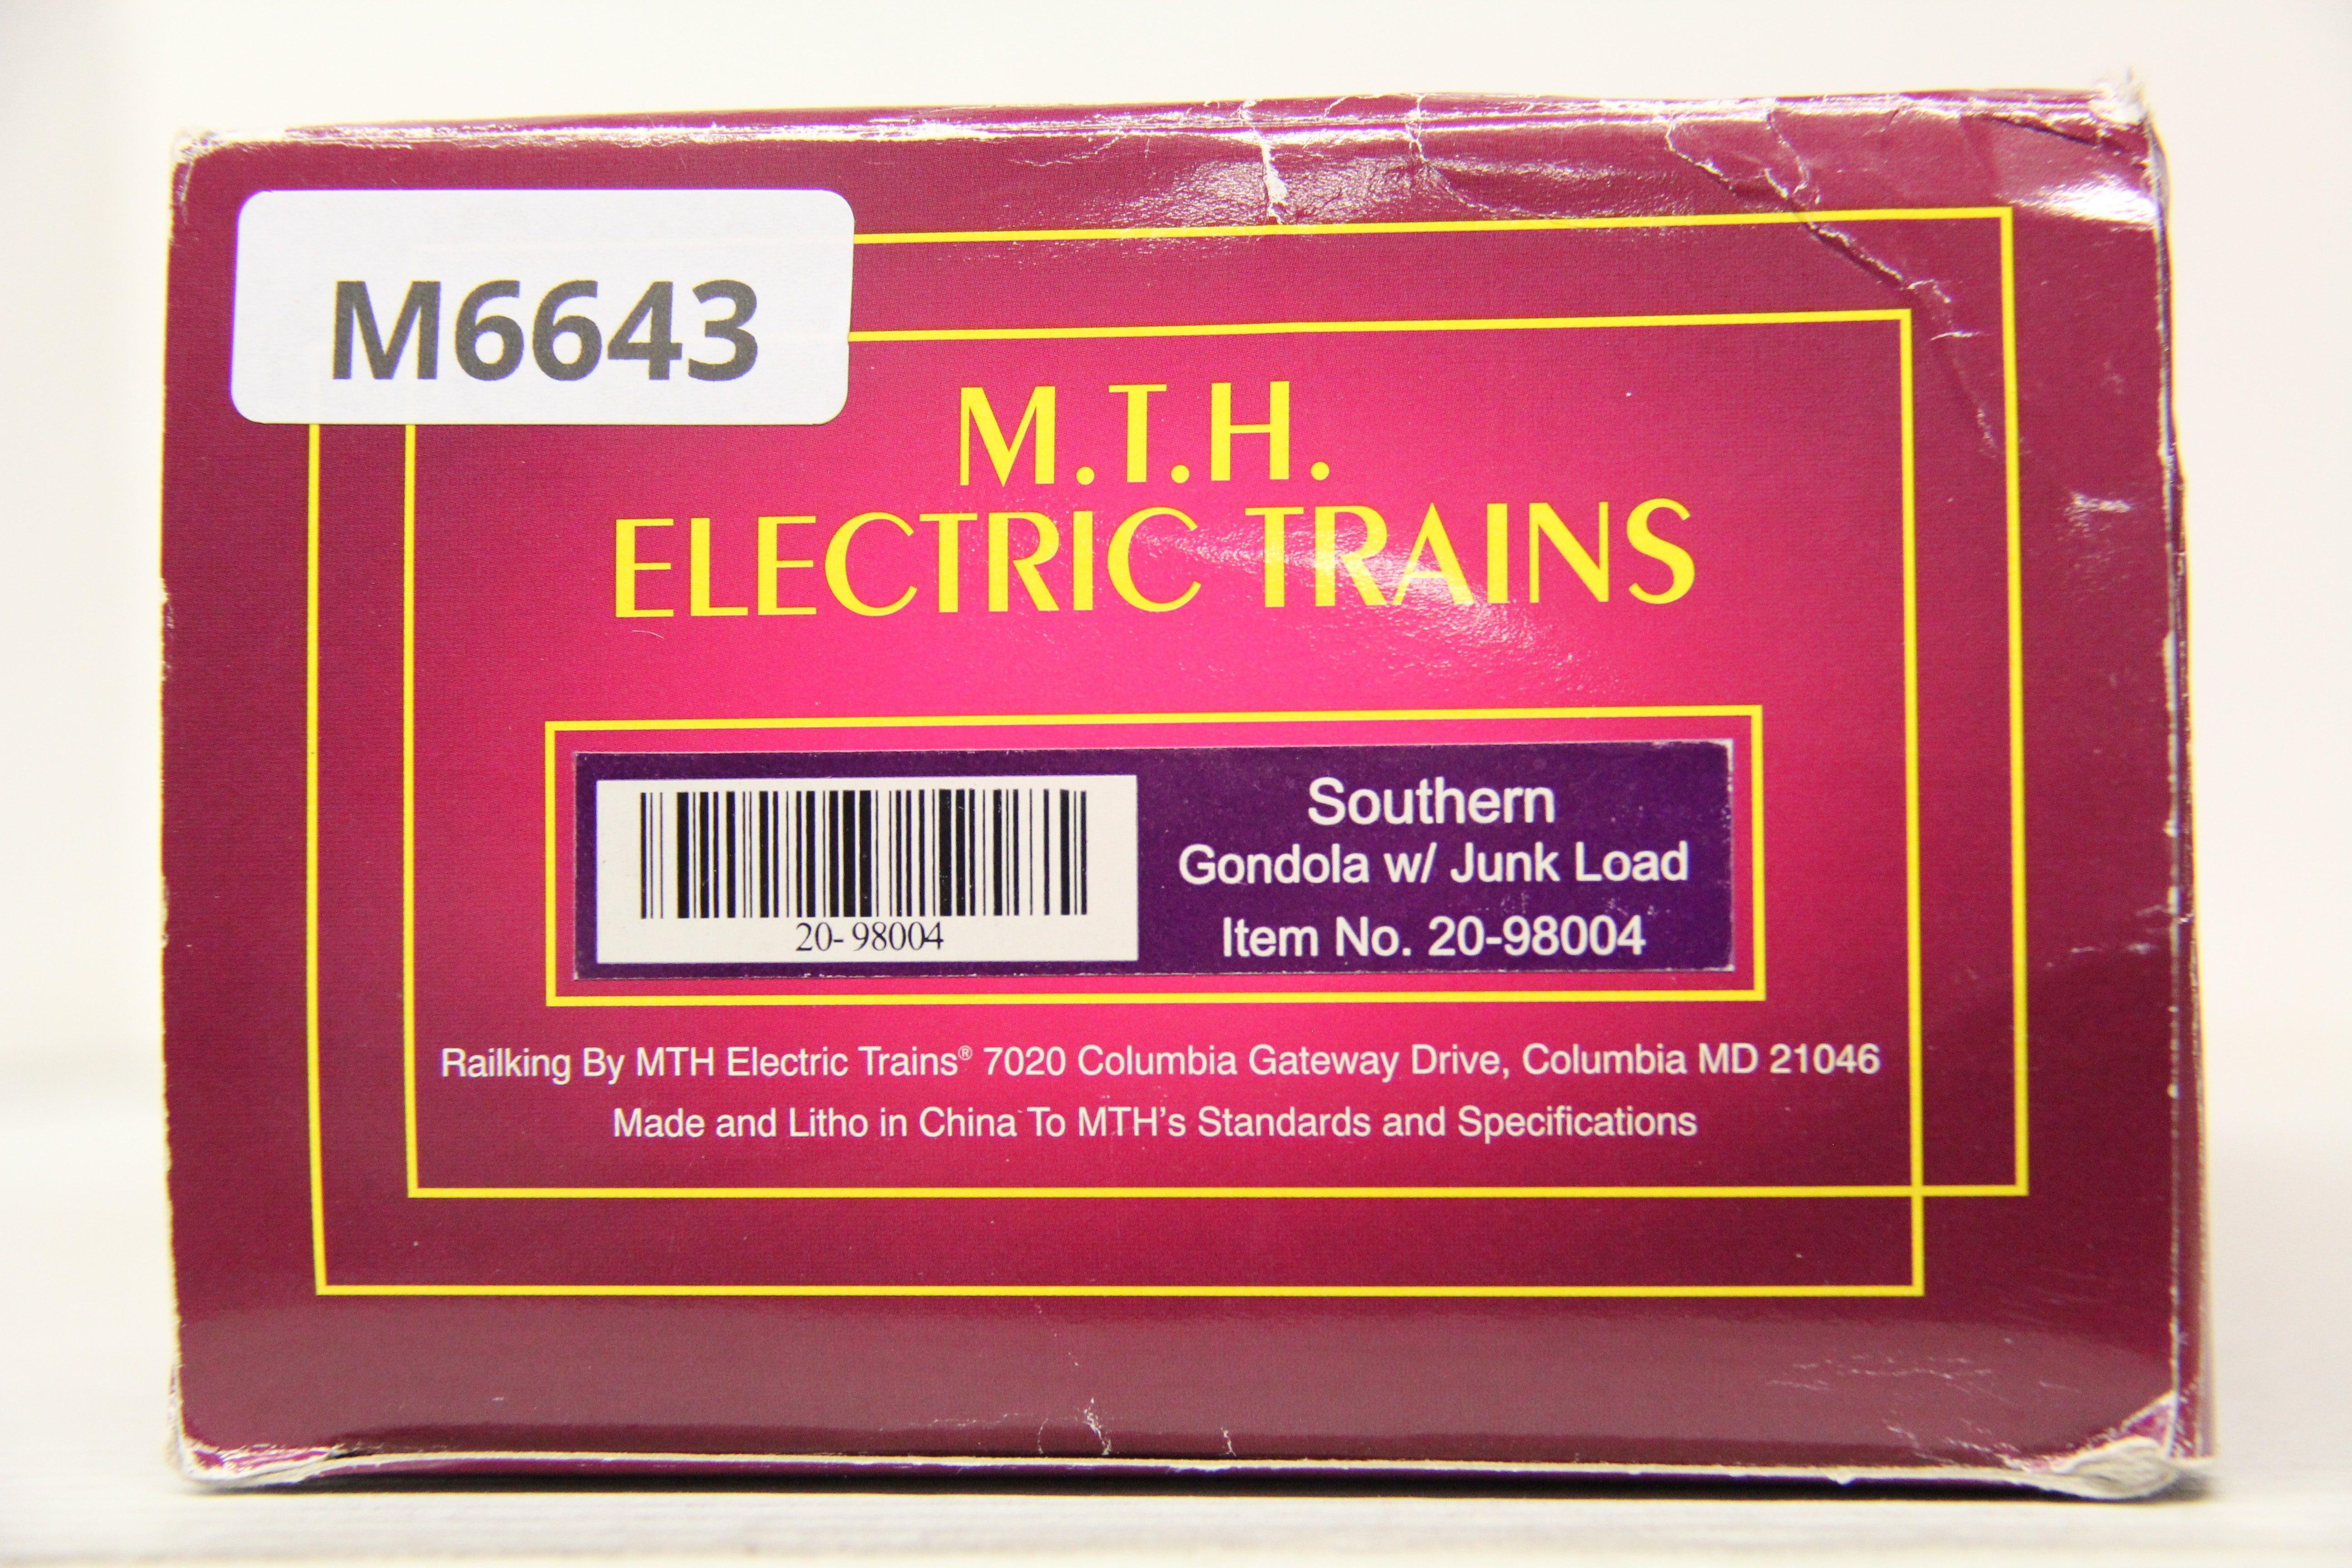 M6643
M.T.H.
ELECTRIC TRAINS
20-98004
Southern
Gondola w/ Junk Load
Item No. 20-98004
Railking By MTH Electric Trains® 7020 Columbia Gateway Drive, Columbia MD 21046
Made and Litho in China To MTH's Standards and Specifications